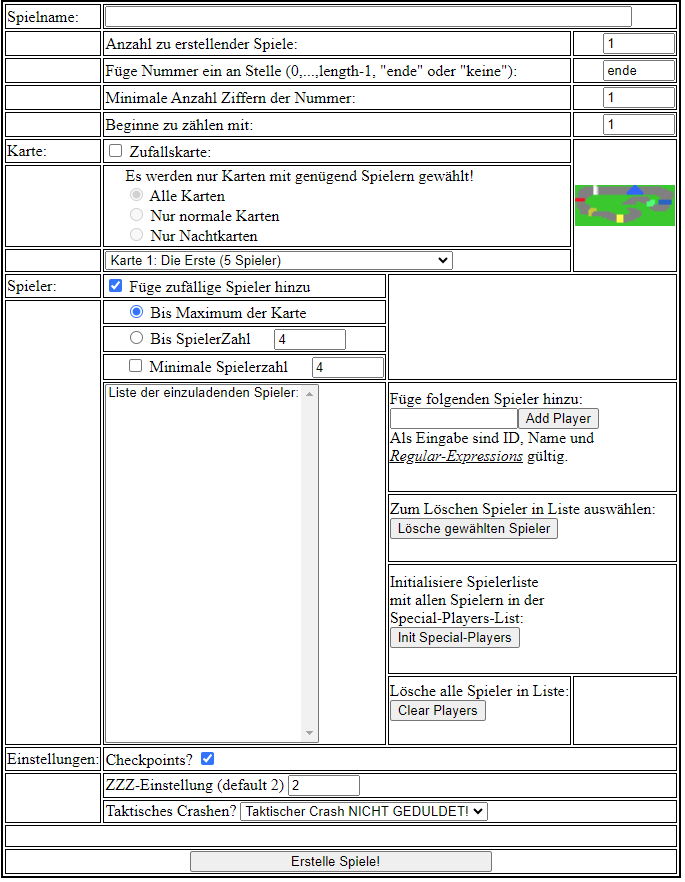 Spielname:
Anzahl zu erstellender Spiele: 1
Füge Nummer ein an Stelle (0,...,length-1, "ende" oder "keine"): ende
Minimale Anzahl Ziffern der Nummer: 1
Beginne zu zählen mit: 1
Karte: Zufallskarte:
Es werden nur Karten mit genügend Spielern gewählt!
Alle Karten
Nur normale Karten
Nur Nachtkarten
Karte 1: Die Erste (5 Spieler)
Spieler: Füge zufällige Spieler hinzu
Bis Maximum der Karte
Bis SpielerZahl 4
Minimale Spielerzahl 4
Liste der einzuladenden Spieler:
Füge folgenden Spieler hinzu:
Add Player
Als Eingabe sind ID, Name und
Regular-Expressions gültig.
Zum Löschen Spieler in Liste auswählen:
Lösche gewählten Spieler
Initialisiere Spielerliste
mit allen Spielern in der
Special-Players-List:
Init Special-Players
Lösche alle Spieler in Liste:
Clear Players
Einstellungen: Checkpoints?
ZZZ-Einstellung (default 2) 2
Taktisches Crashen? Taktischer Crash NICHT GEDULDET!
Erstelle Spiele!